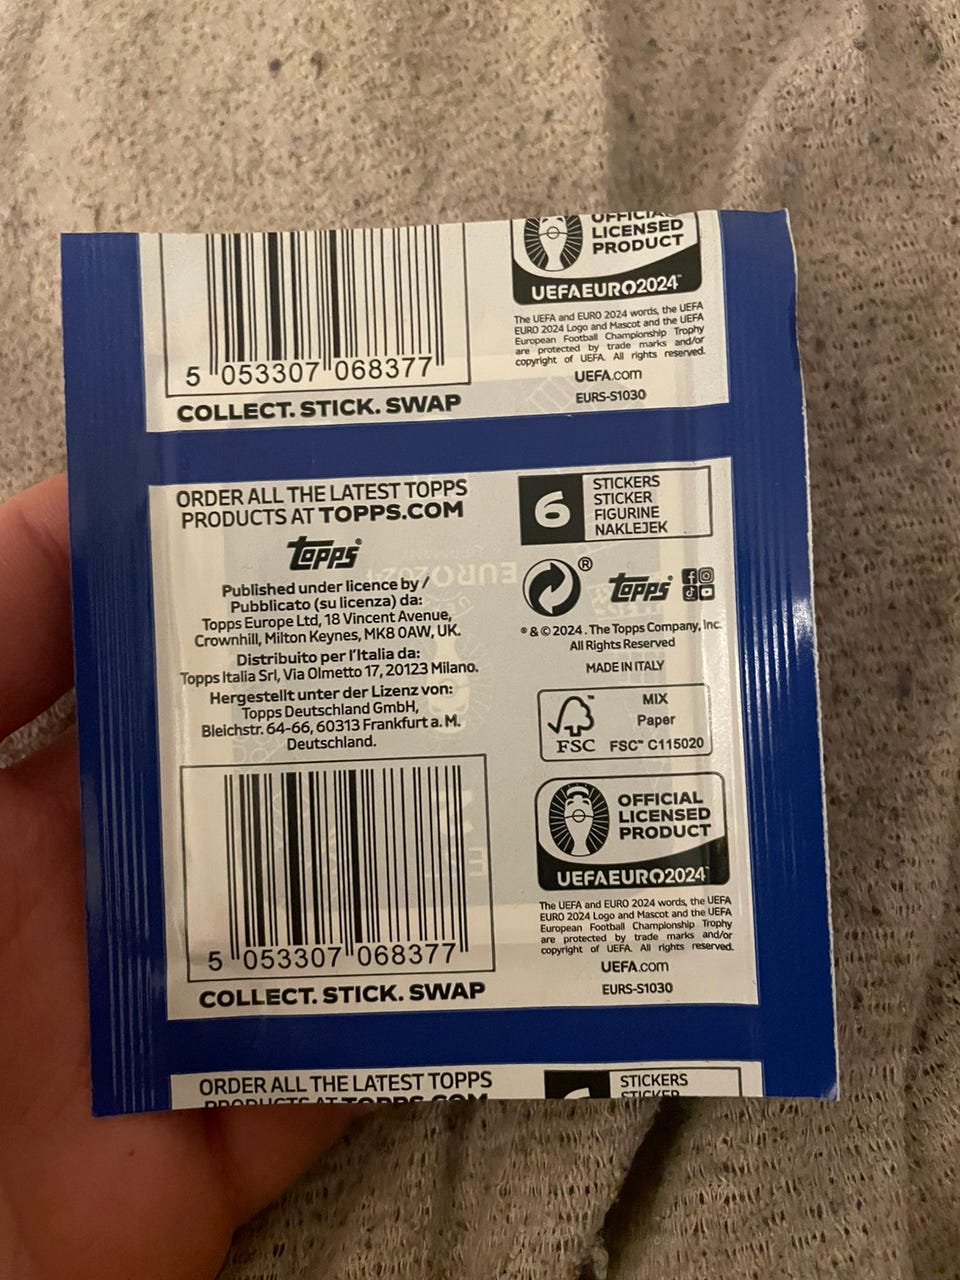 OFFICIAL
LICENSED
PRODUCT
UEFAEURO2024™
The UEFA and EURO 2024 words, the UEFA
EURO 2024 Logo and Mascot and the UEFA
European Football Championship Trophy
are protected by trade marks and/or
copyright of UEFA. All rights reserved.
UEFA.com
EURS-S1030
5 053307 068377
COLLECT. STICK. SWAP
ORDER ALL THE LATEST TOPPS
PRODUCTS AT TOPPS.COM
topps®
Published under licence by /
Pubblicato (su licenza) da:
Topps Europe Ltd, 18 Vincent Avenue,
Crownhill, Milton Keynes, MK8 0AW, UK.
Distribuito per l'Italia da:
Topps Italia Srl, Via Olmetto 17, 20123 Milano.
Hergestellt unter der Lizenz von:
Topps Deutschland GmbH,
Bleichstr. 64-66, 60313 Frankfurt a. M.
Deutschland.
5 053307 068377
COLLECT. STICK. SWAP
6
STICKERS
STICKER
FIGURINE
NAKLEJEK
®
topps®
® & © 2024. The Topps Company, Inc.
All Rights Reserved
MADE IN ITALY
FSC™
MIX
Paper
FSC™ C115020
OFFICIAL
LICENSED
PRODUCT
UEFAEURO2024™
The UEFA and EURO 2024 words, the UEFA
EURO 2024 Logo and Mascot and the UEFA
European Football Championship Trophy
are protected by trade marks and/or
copyright of UEFA. All rights reserved.
UEFA.com
EURS-S1030
ORDER ALL THE LATEST TOPPS
PRODUCTS AT TOPPS.COM
6
STICKERS
STICKER